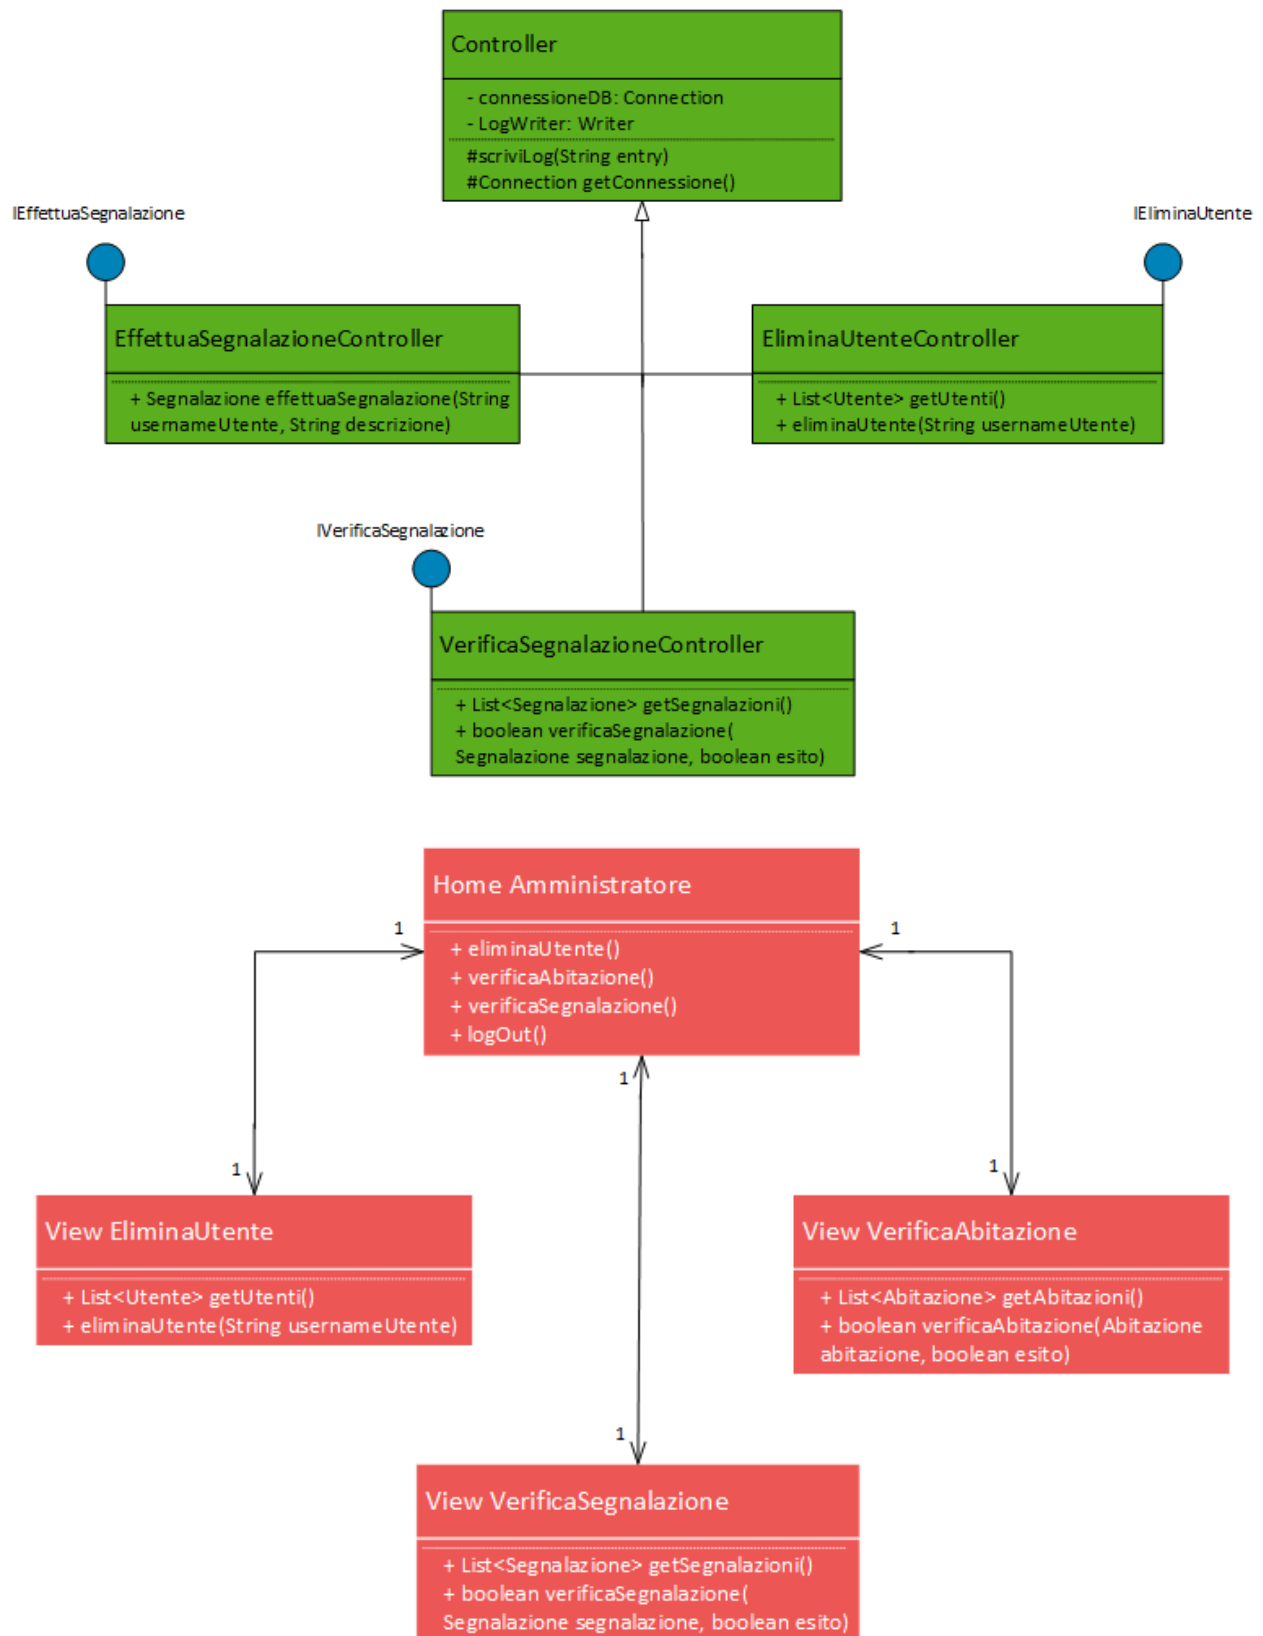 Controller
- connessioneDB: Connection
- LogWriter: Writer
#scriviLog(String entry)
#Connection getConnessione()
IEffettuaSegnalazione
IEliminaUtente
EffettuaSegnalazioneController
+ Segnalazione effettuaSegnalazione(String
usernameUtente, String descrizione)
EliminaUtenteController
+ List<Utente> getUtenti()
+ eliminaUtente(String usernameUtente)
IVerificaSegnalazione
VerificaSegnalazioneController
+ List<Segnalazione> getSegnalazioni()
+ boolean verificaSegnalazione(
Segnalazione segnalazione, boolean esito)
Home Amministratore
+ eliminaUtente()
+ verificaAbitazione()
+ verificaSegnalazione()
+ logOut()
1
1
1
1
1
View EliminaUtente
+ List<Utente> getUtenti()
+ eliminaUtente(String usernameUtente)
View VerificaAbitazione
+ List<Abitazione> getAbitazioni()
+ boolean verificaAbitazione(Abitazione
abitazione, boolean esito)
1
View VerificaSegnalazione
+ List<Segnalazione> getSegnalazioni()
+ boolean verificaSegnalazione(
Segnalazione segnalazione, boolean esito)